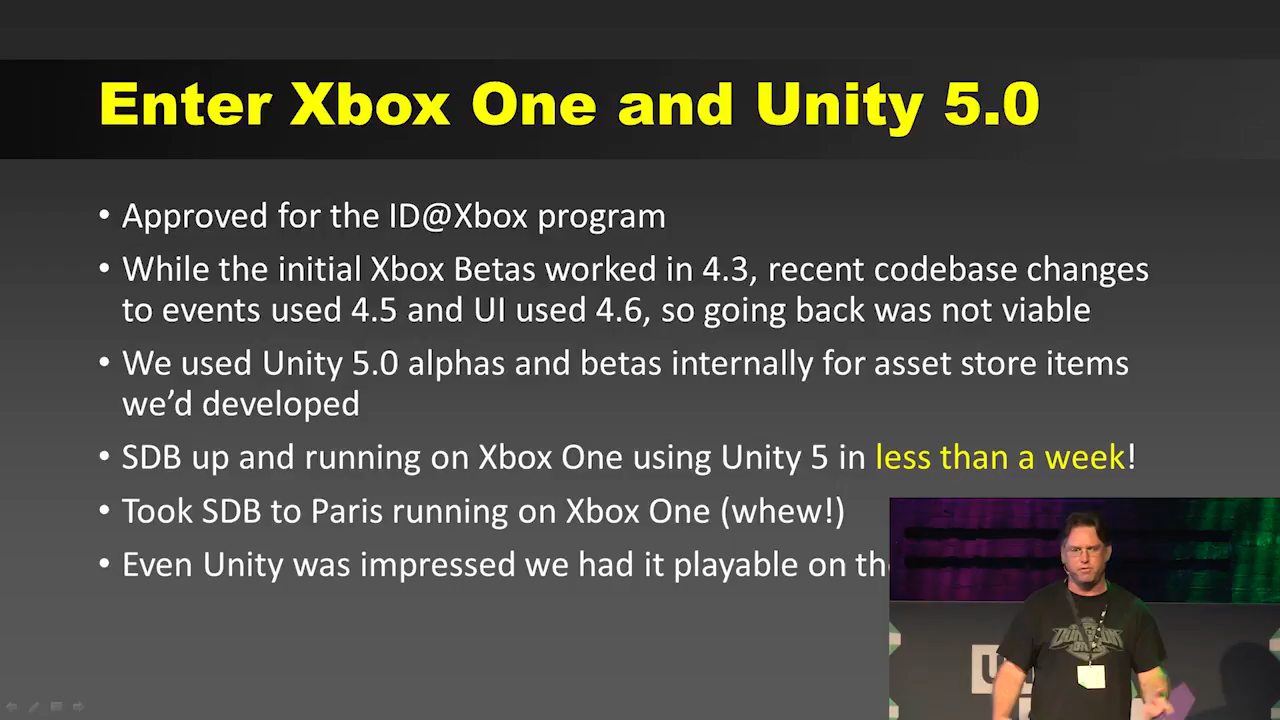 Enter Xbox One and Unity 5.0
• Approved for the ID@Xbox program
• While the initial Xbox Betas worked in 4.3, recent codebase changes
to events used 4.5 and UI used 4.6, so going back was not viable
• We used Unity 5.0 alphas and betas internally for asset store items
we’d developed
• SDB up and running on Xbox One using Unity 5 in less than a week!
• Took SDB to Paris running on Xbox One (whew!)
• Even Unity was impressed we had it playable on